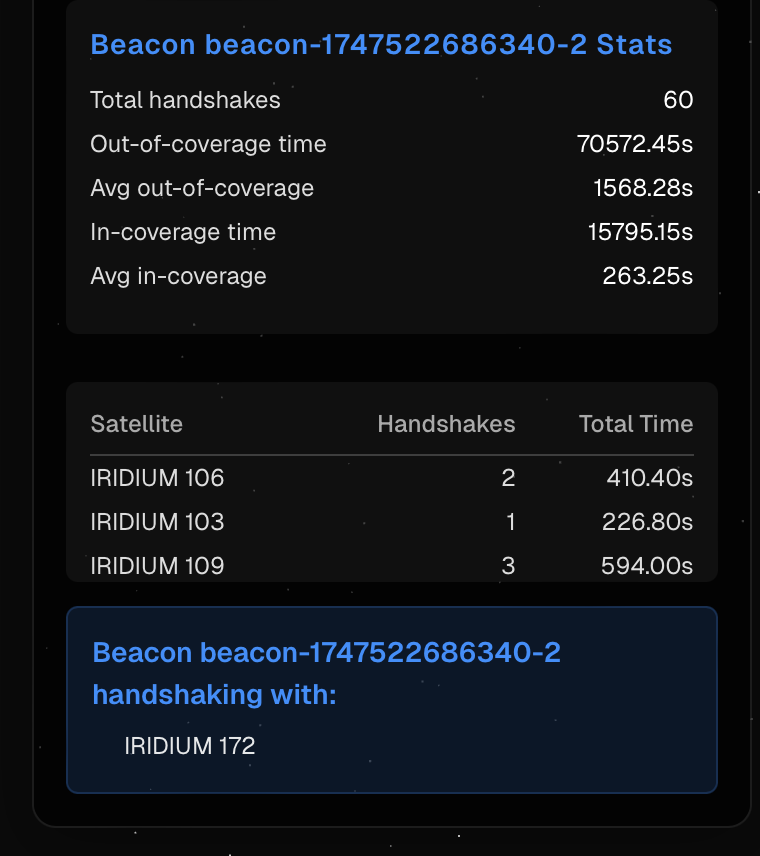 Beacon beacon-1747522686340-2 Stats
Total handshakes 60
Out-of-coverage time 70572.45s
Avg out-of-coverage 1568.28s
In-coverage time 15795.15s
Avg in-coverage 263.25s
Satellite Handshakes Total Time
IRIDIUM 106 2 410.40s
IRIDIUM 103 1 226.80s
IRIDIUM 109 3 594.00s
Beacon beacon-1747522686340-2
handshaking with:
IRIDIUM 172